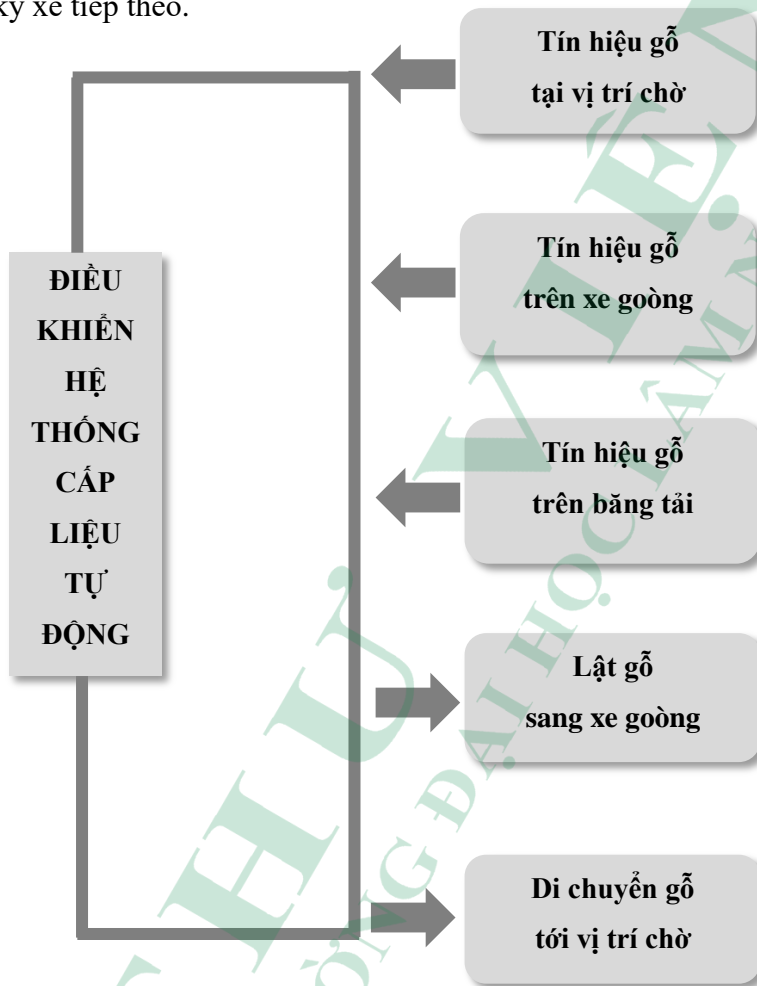 kỳ xẻ tiếp theo.
Tín hiệu gỗ
tại vị trí chờ
Tín hiệu gỗ
trên xe goòng
ĐIỀU
KHIỂN
HỆ
THỐNG
CẤP
LIỆU
TỰ
ĐỘNG
Tín hiệu gỗ
trên băng tải
Lật gỗ
sang xe goòng
Di chuyển gỗ
tới vị trí chờ